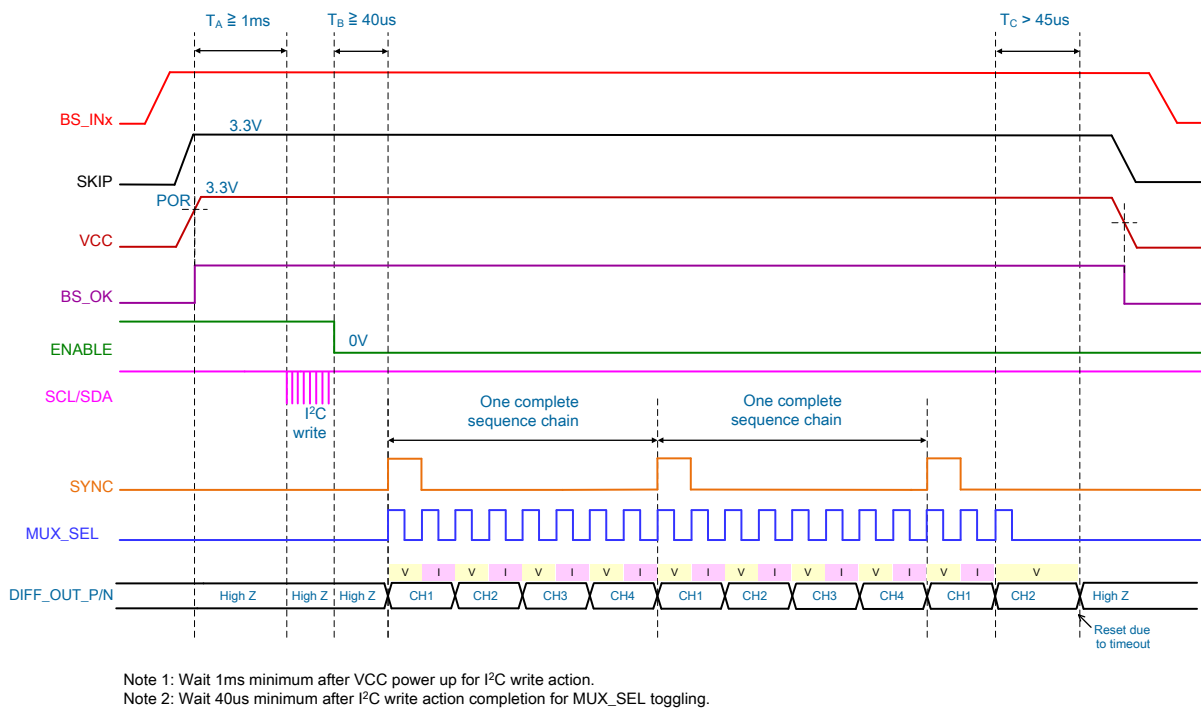 TA ≧ 1ms
TB ≧ 40us
TC > 45us
BS_INx
3.3V
SKIP
3.3V
POR
VCC
BS_OK
0V
ENABLE
SCL/SDA
I²C
write
One complete
sequence chain
One complete
sequence chain
SYNC
MUX_SEL
V I V I V I V I V I V I V I V I V I V
DIFF_OUT_P/N High Z High Z High Z CH1 CH2 CH3 CH4 CH1 CH2 CH3 CH4 CH1 CH2 High Z
Reset due
to timeout
Note 1: Wait 1ms minimum after VCC power up for I²C write action.
Note 2: Wait 40us minimum after I²C write action completion for MUX_SEL toggling.